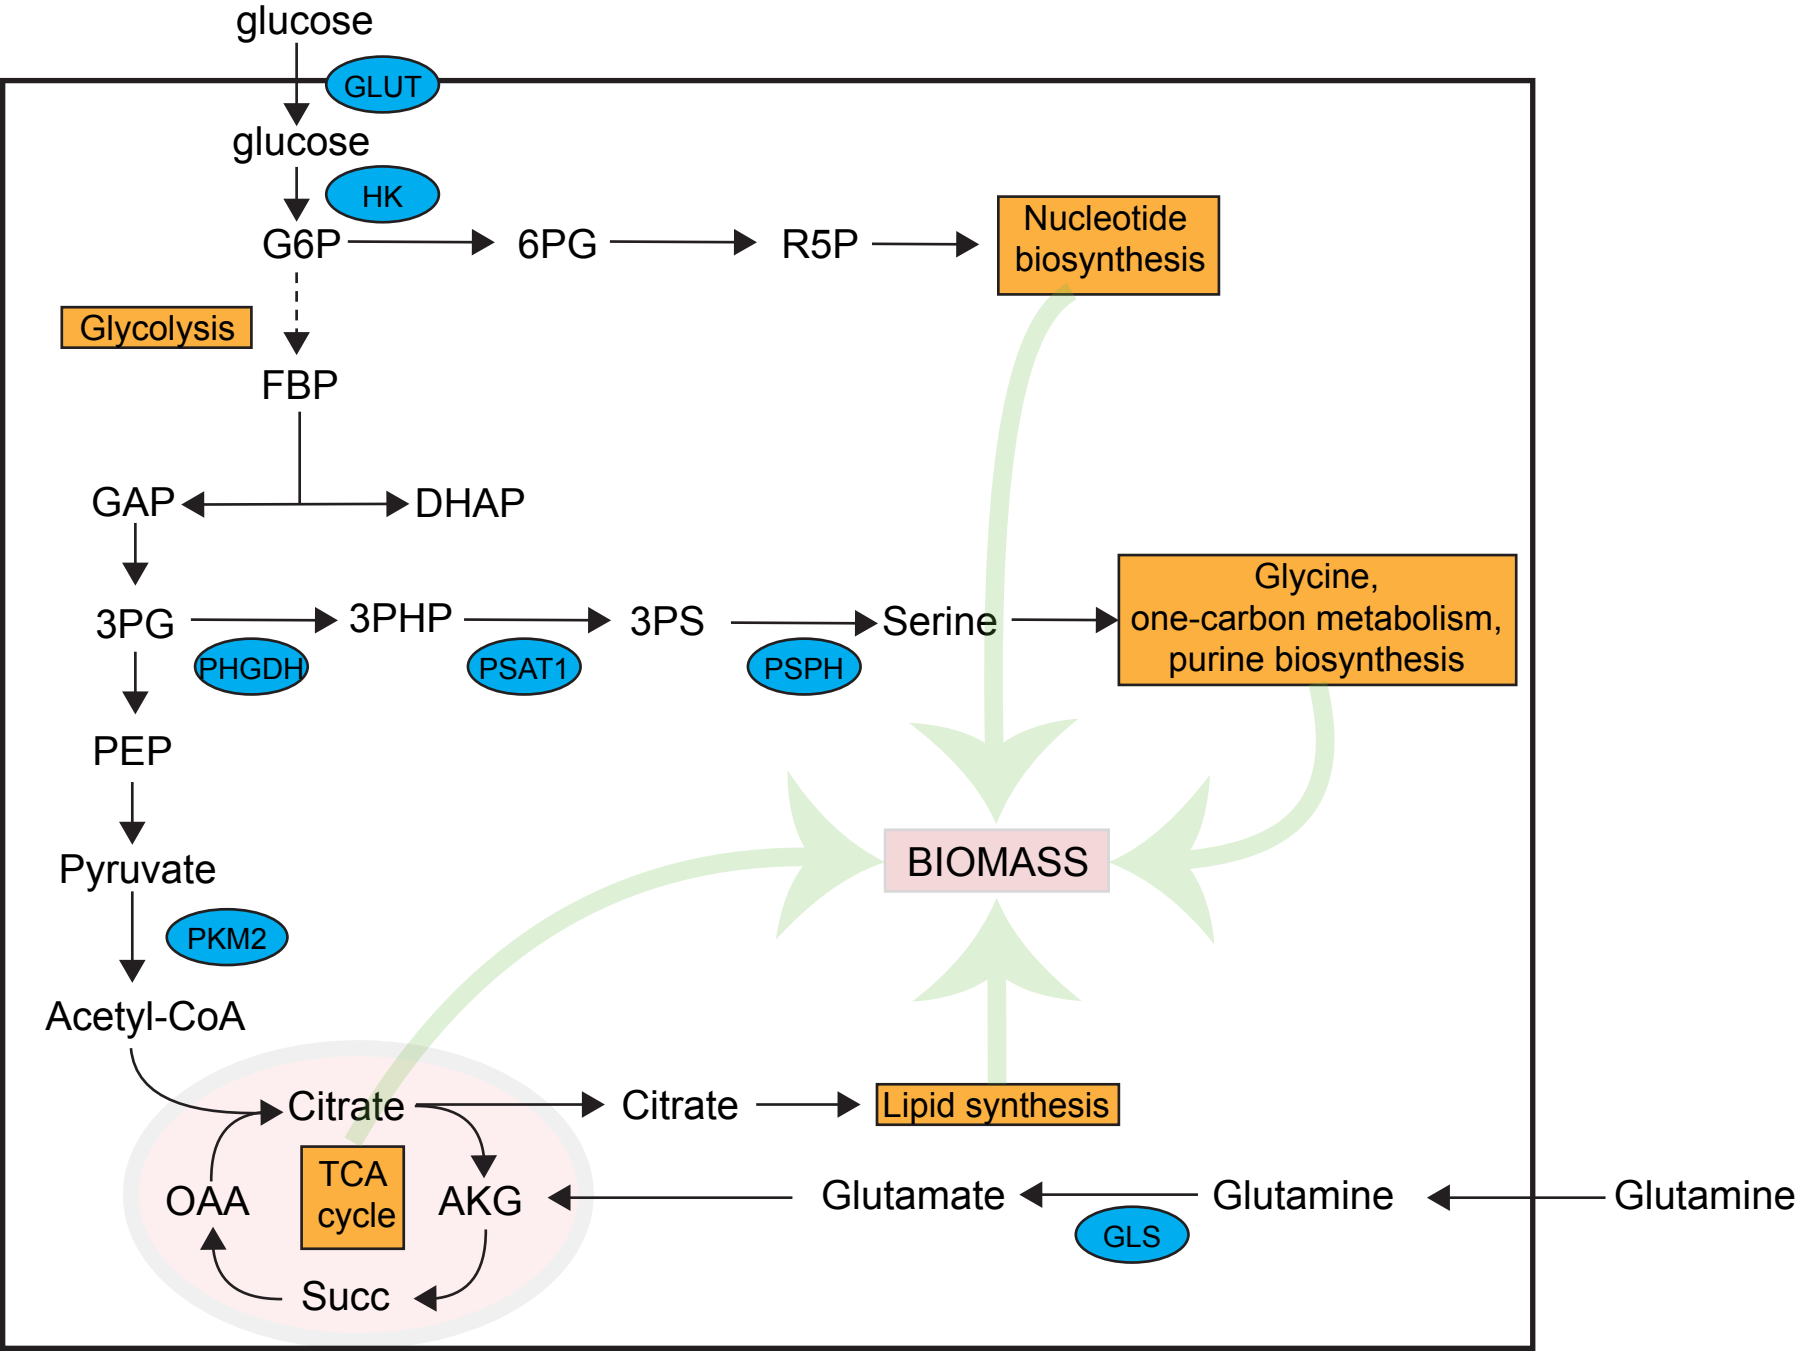 glucose
GLUT
glucose
HK
G6P
6PG
R5P
Nucleotide
biosynthesis
Glycolysis
FBP
GAP
DHAP
3PG
3PHP
3PS
Serine
Glycine,
one-carbon metabolism,
purine biosynthesis
PHGDH
PSAT1
PSPH
PEP
Pyruvate
BIOMASS
PKM2
Acetyl-CoA
Citrate
Citrate
Lipid synthesis
TCA
cycle
OAA
AKG
Glutamate
Glutamine
Glutamine
GLS
Succ